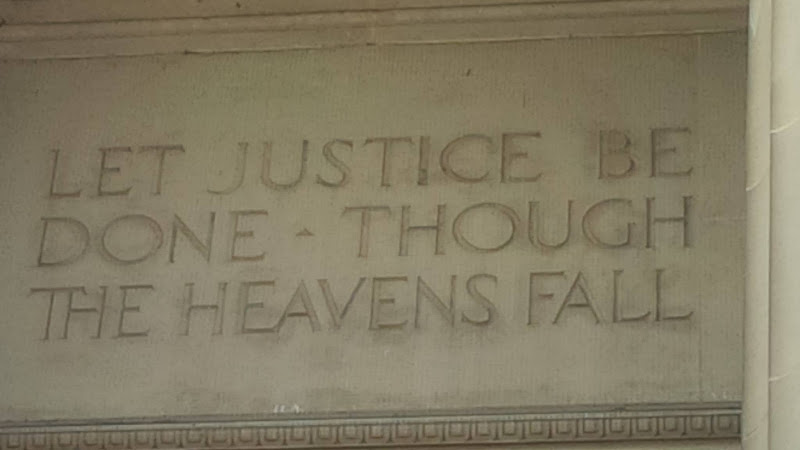 LET JUSTICE BE
DONE - THOUGH
THE HEAVENS FALL